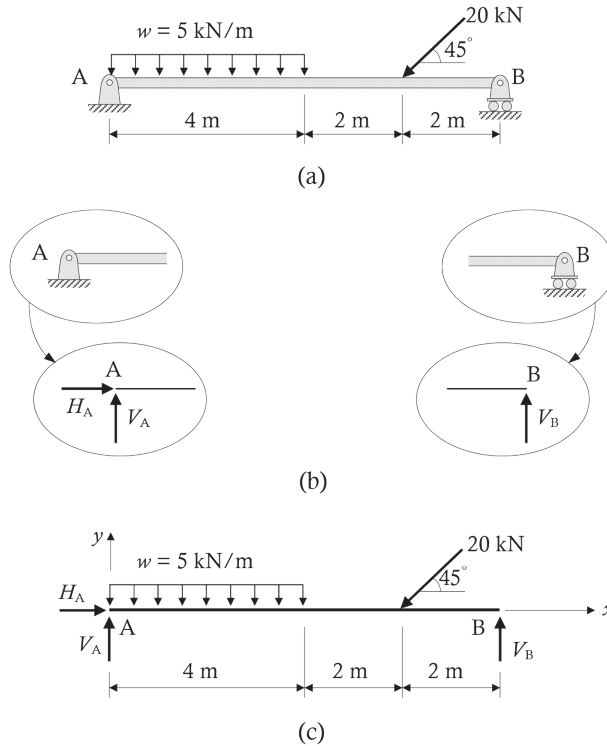 20 kN
w = 5 kN/m
45°
A
B
4 m
2 m
2 m
(a)
A
B
A
B
H_A
V_A
V_B
(b)
y
20 kN
w = 5 kN/m
45°
H_A
A
B
x
V_A
V_B
4 m
2 m
2 m
(c)